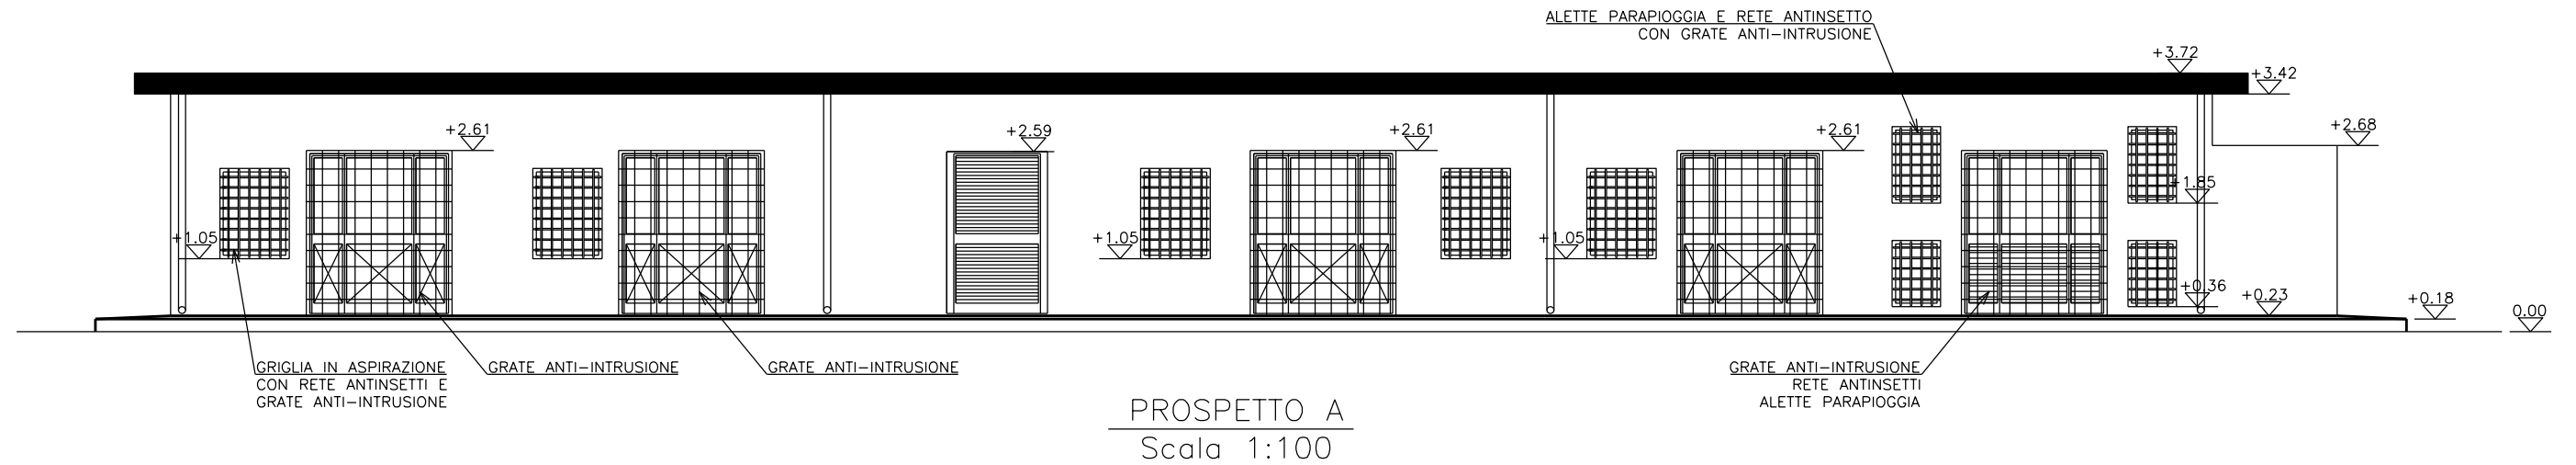 ALETTE PARAPIOGGIA E RETE ANTINSETTO
CON GRATE ANTI-INTRUSIONE
+3.72
+3.42
+2.61
+2.59
+2.61
+2.61
+2.68
+1.85
+1.05
+1.05
+1.05
+0.36
+0.23
+0.18
0.00
GRIGLIA IN ASPIRAZIONE
CON RETE ANTINSETTI E
GRATE ANTI-INTRUSIONE
GRATE ANTI-INTRUSIONE
GRATE ANTI-INTRUSIONE
GRATE ANTI-INTRUSIONE
RETE ANTINSETTI
ALETTE PARAPIOGGIA
PROSPETTO A
Scala 1:100